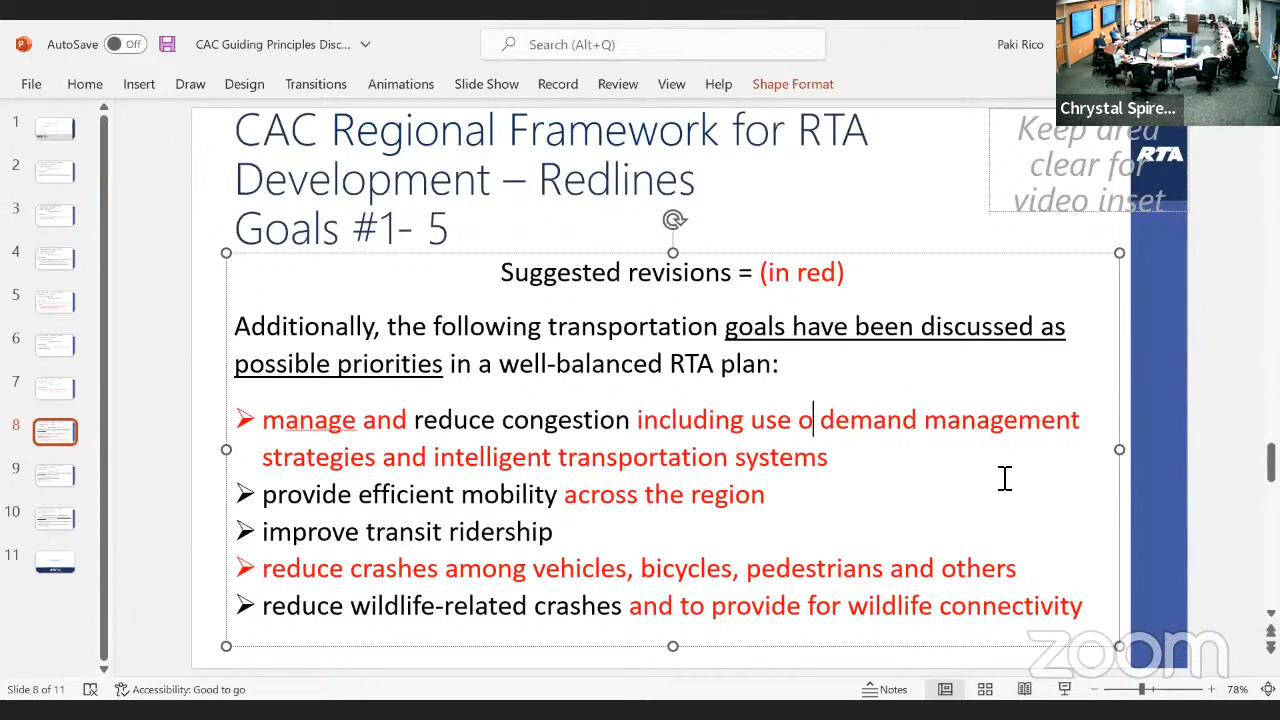 AutoSave Off CAC Guiding Principles Disc... Search (Alt+Q) Paki Rico
File Home Insert Draw Design Transitions Animations Slide Show Record Review View Help Shape Format
Chrystal Spire...
1
2
3
4
5
6
7
8
9
10
11
CAC Regional Framework for RTA
Development – Redlines
Goals #1- 5
Keep area
clear for
video inset
RTA
Suggested revisions = (in red)
Additionally, the following transportation goals have been discussed as
possible priorities in a well-balanced RTA plan:
manage and reduce congestion including use o demand management
strategies and intelligent transportation systems
provide efficient mobility across the region
improve transit ridership
reduce crashes among vehicles, bicycles, pedestrians and others
reduce wildlife-related crashes and to provide for wildlife connectivity
zoom
Slide 8 of 11 Accessibility: Good to go Notes 78%